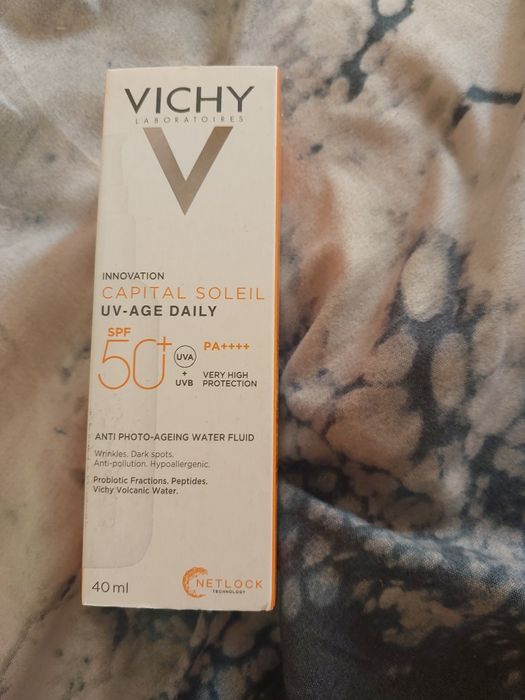 VICHY
LABORATOIRES
V
INNOVATION
CAPITAL SOLEIL
UV-AGE DAILY
SPF
50+
UVA
+
UVB
PA++++
VERY HIGH
PROTECTION
ANTI PHOTO-AGEING WATER FLUID
Wrinkles. Dark spots.
Anti-pollution. Hypoallergenic.
Probiotic Fractions. Peptides.
Vichy Volcanic Water.
40 ml
NETLOCK
TECHNOLOGY